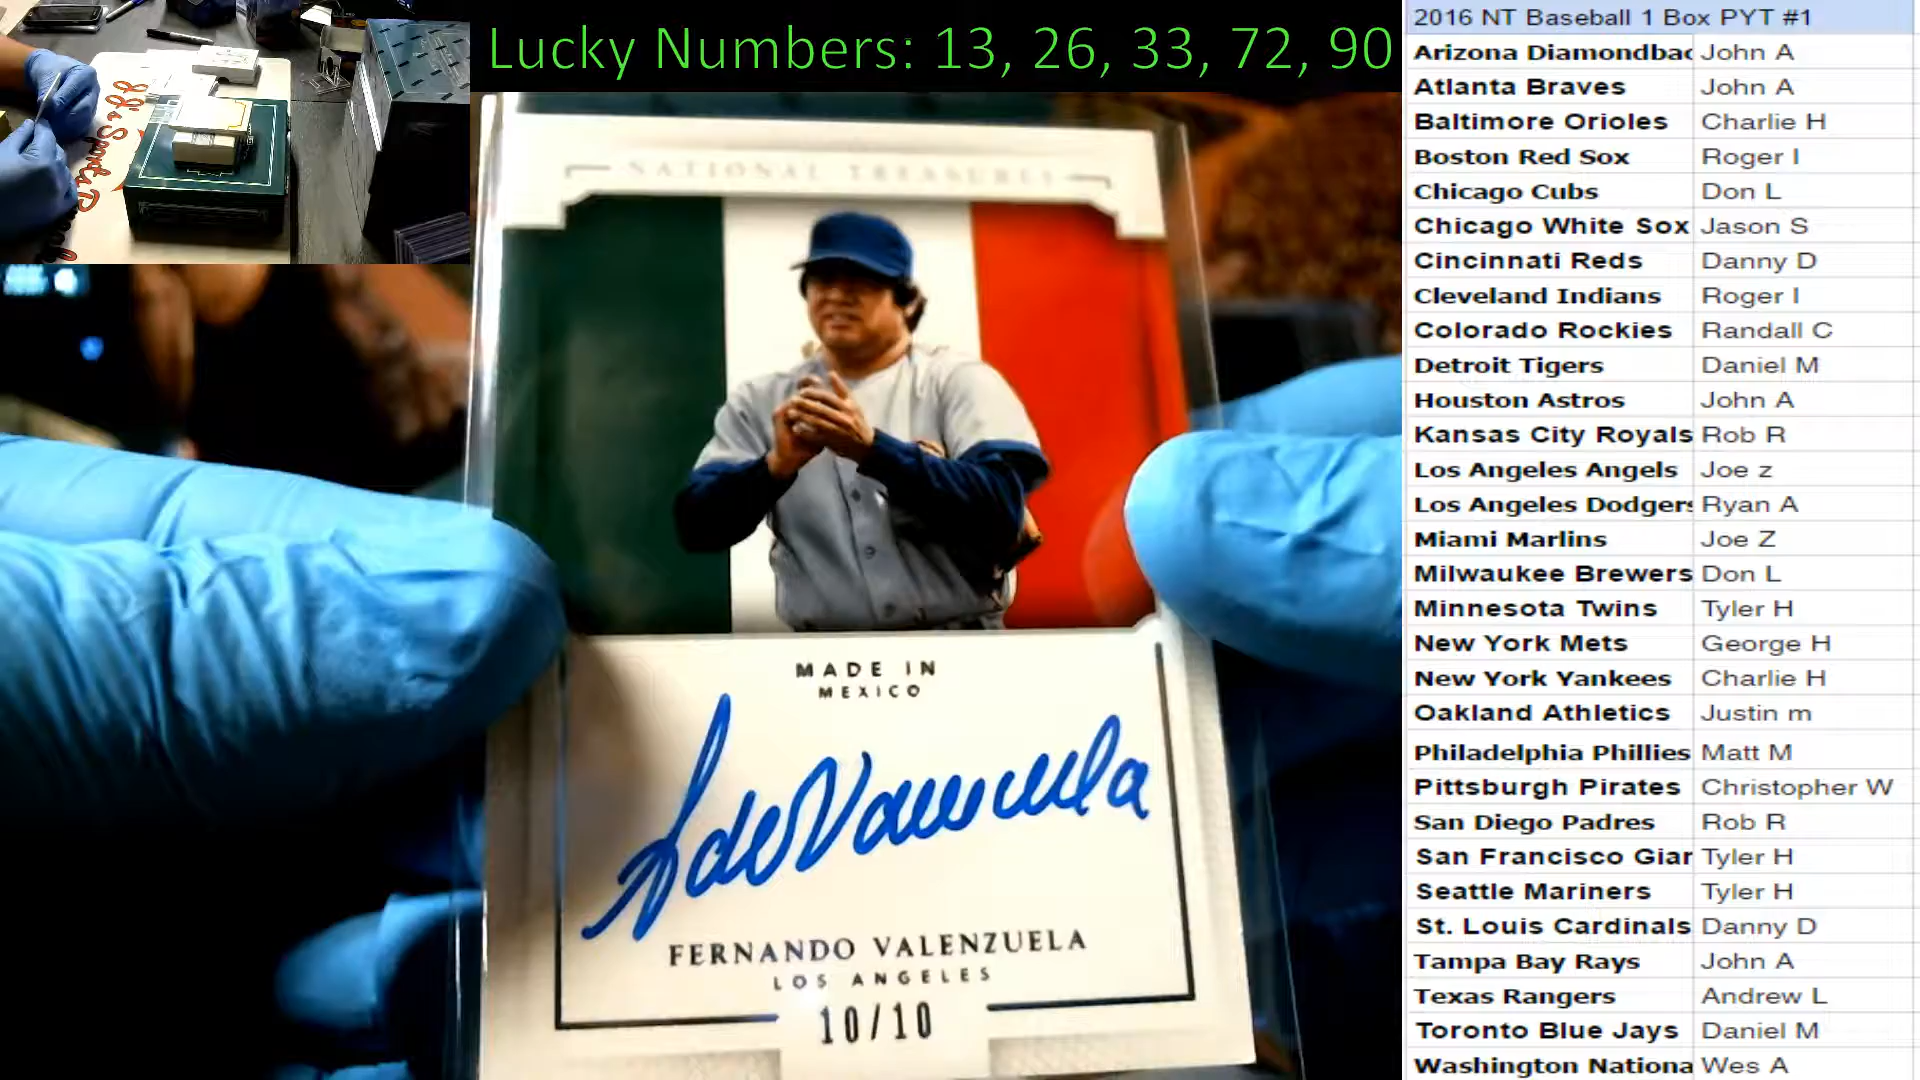 Lucky Numbers: 13, 26, 33, 72, 90
NATIONAL TREASURES
MADE IN
MEXICO
FERNANDO VALENZUELA
LOS ANGELES
10/10
2016 NT Baseball 1 Box PYT #1
Arizona Diamondbac John A
Atlanta Braves John A
Baltimore Orioles Charlie H
Boston Red Sox Roger I
Chicago Cubs Don L
Chicago White Sox Jason S
Cincinnati Reds Danny D
Cleveland Indians Roger I
Colorado Rockies Randall C
Detroit Tigers Daniel M
Houston Astros John A
Kansas City Royals Rob R
Los Angeles Angels Joe z
Los Angeles Dodgers Ryan A
Miami Marlins Joe Z
Milwaukee Brewers Don L
Minnesota Twins Tyler H
New York Mets George H
New York Yankees Charlie H
Oakland Athletics Justin m
Philadelphia Phillies Matt M
Pittsburgh Pirates Christopher W
San Diego Padres Rob R
San Francisco Giar Tyler H
Seattle Mariners Tyler H
St. Louis Cardinals Danny D
Tampa Bay Rays John A
Texas Rangers Andrew L
Toronto Blue Jays Daniel M
Washington Nationa Wes A